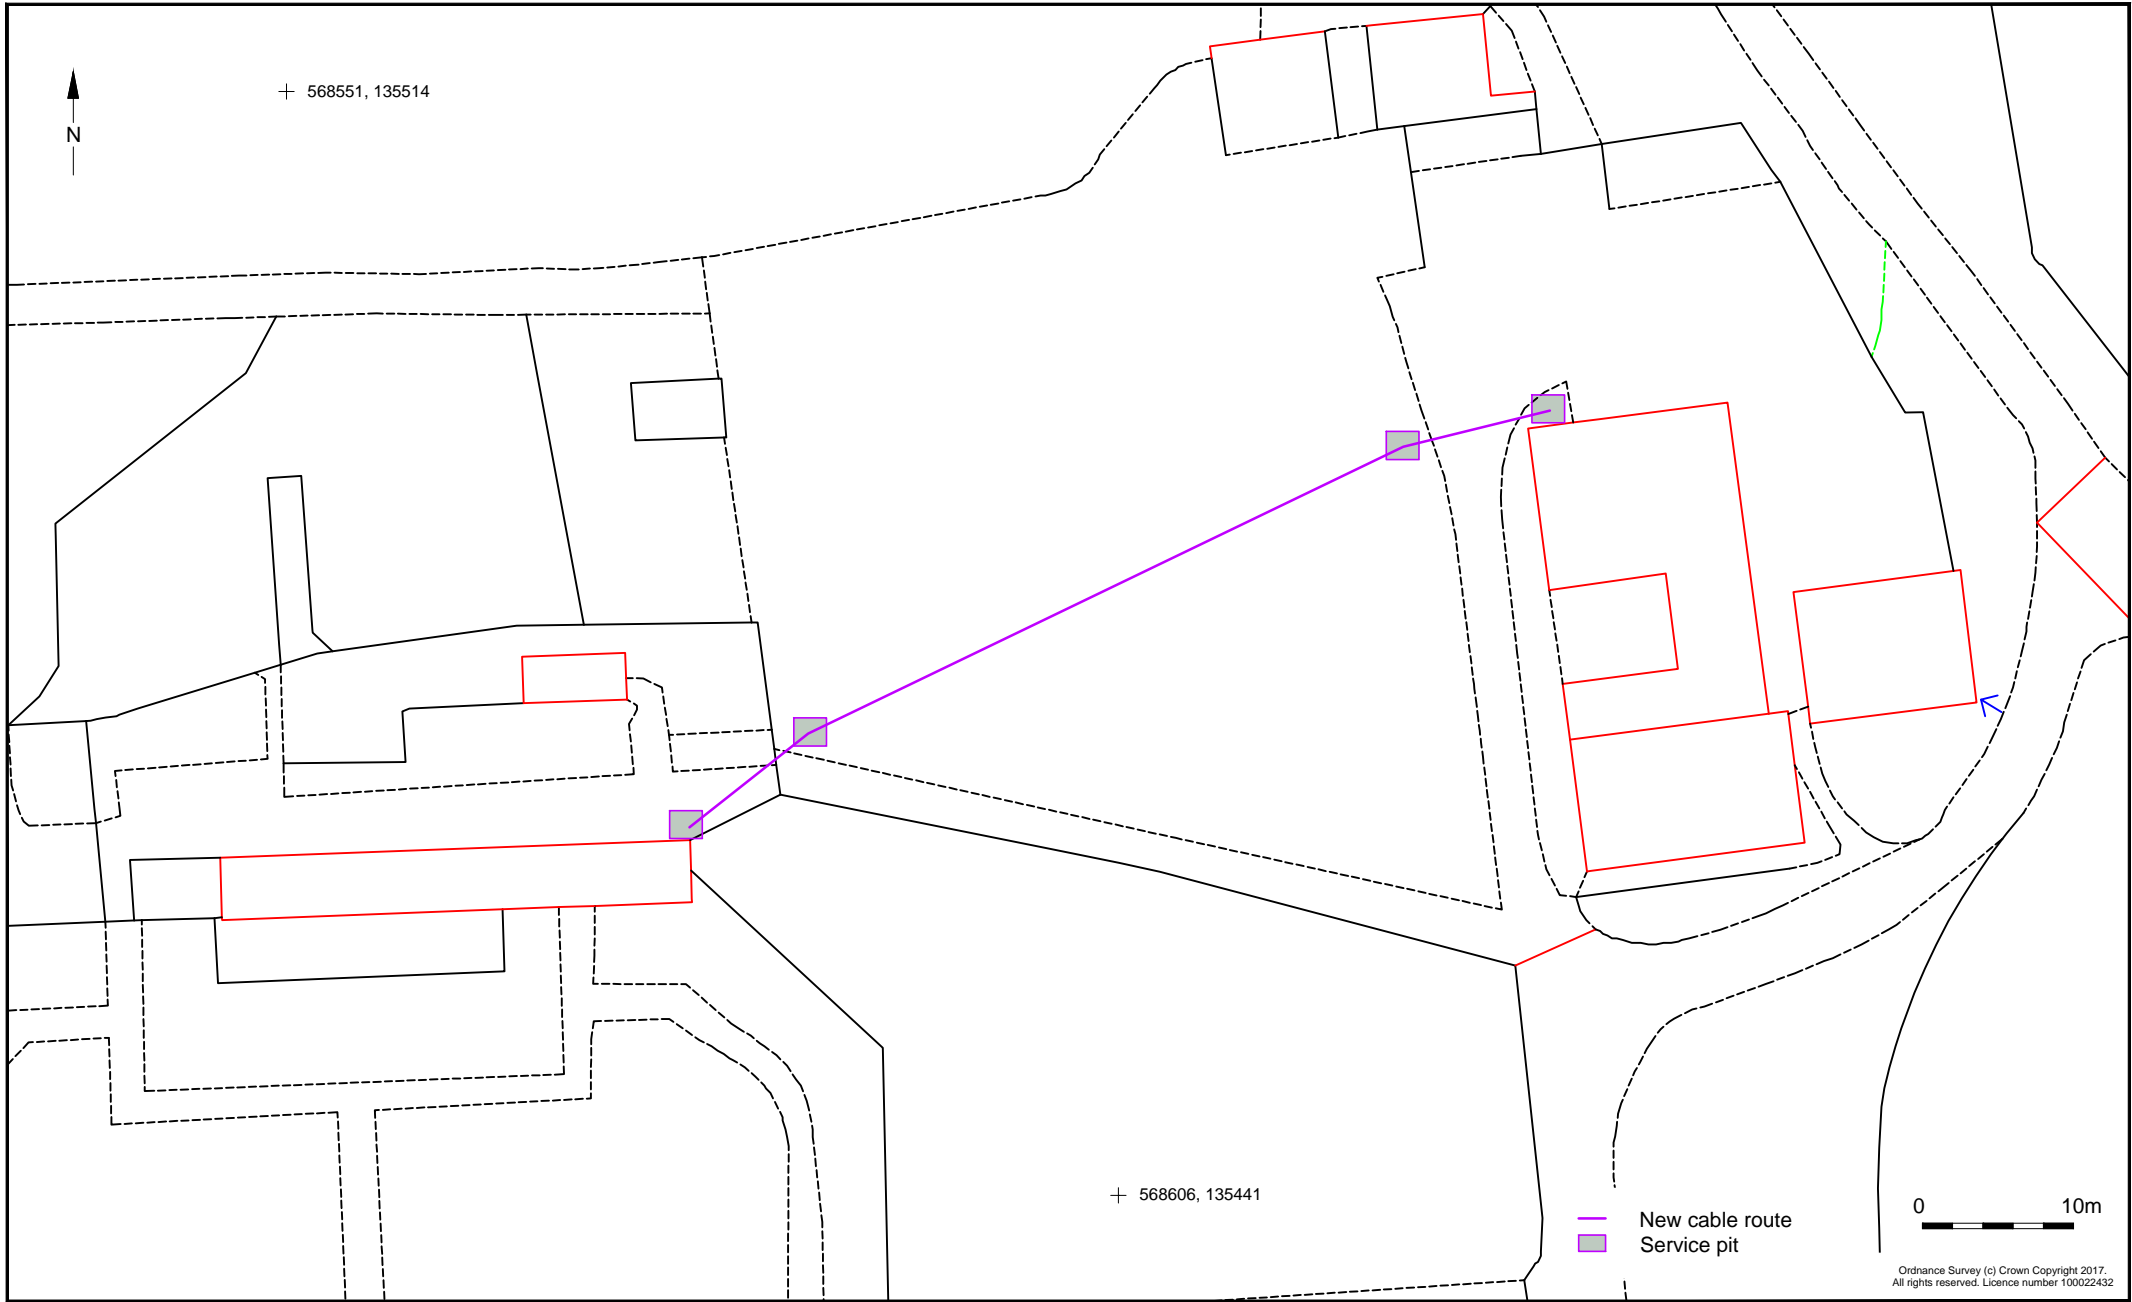 568551, 135514
N
568606, 135441
0 10m
New cable route
Service pit
Ordnance Survey (c) Crown Copyright 2017.
All rights reserved. Licence number 100022432